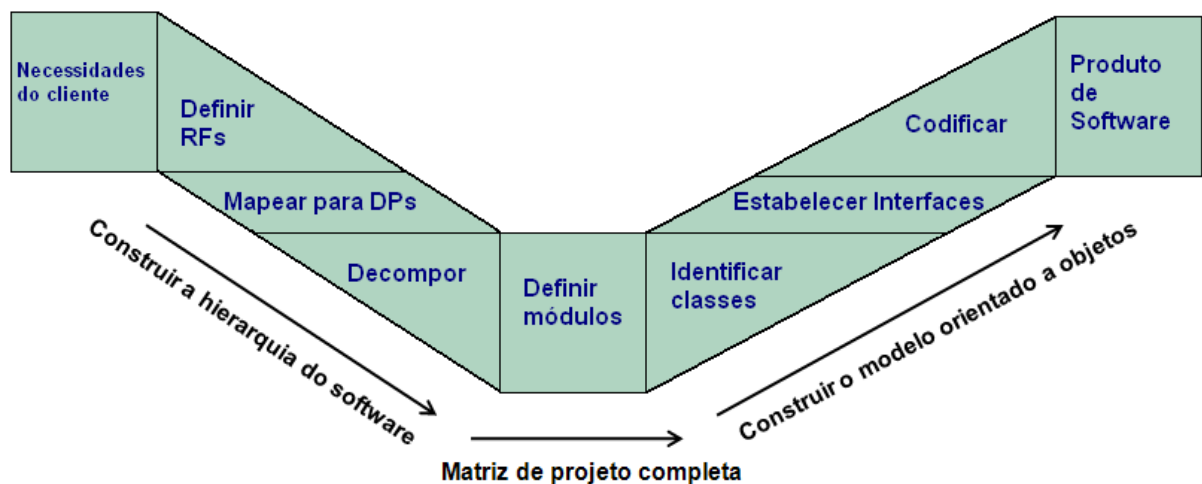 Necessidades
do cliente
Definir
RFs
Mapear para DPs
Decompor
Definir
módulos
Identificar
classes
Estabelecer Interfaces
Codificar
Produto
de
Software
Construir a hierarquia do software
Matriz de projeto completa
Construir o modelo orientado a objetos